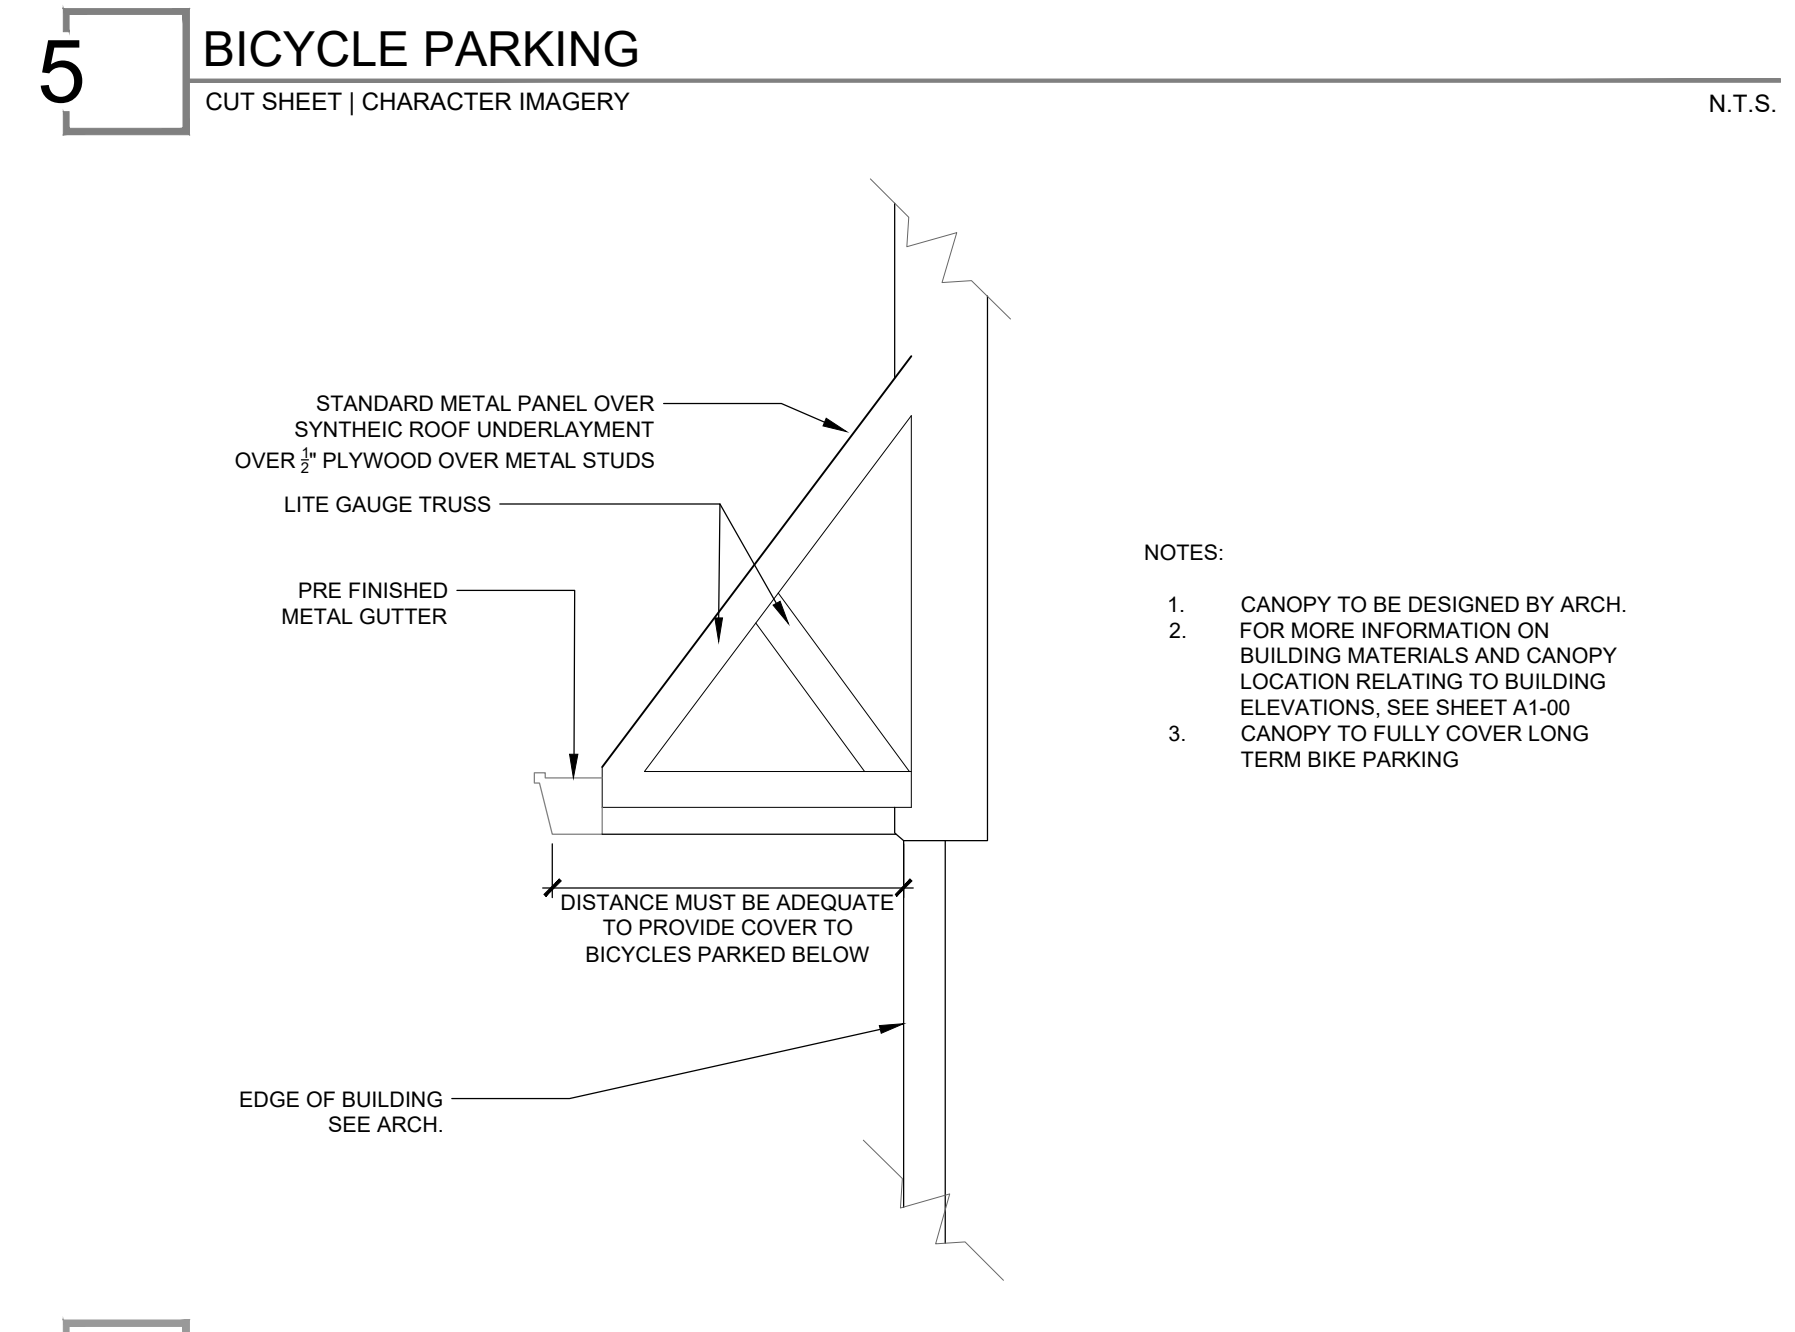 5
BICYCLE PARKING
CUT SHEET | CHARACTER IMAGERY
N.T.S.
STANDARD METAL PANEL OVER
SYNTHEIC ROOF UNDERLAYMENT
OVER ½" PLYWOOD OVER METAL STUDS
LITE GAUGE TRUSS
PRE FINISHED
METAL GUTTER
DISTANCE MUST BE ADEQUATE
TO PROVIDE COVER TO
BICYCLES PARKED BELOW
EDGE OF BUILDING
SEE ARCH.
NOTES:
1. CANOPY TO BE DESIGNED BY ARCH.
2. FOR MORE INFORMATION ON
BUILDING MATERIALS AND CANOPY
LOCATION RELATING TO BUILDING
ELEVATIONS, SEE SHEET A1-00
3. CANOPY TO FULLY COVER LONG
TERM BIKE PARKING